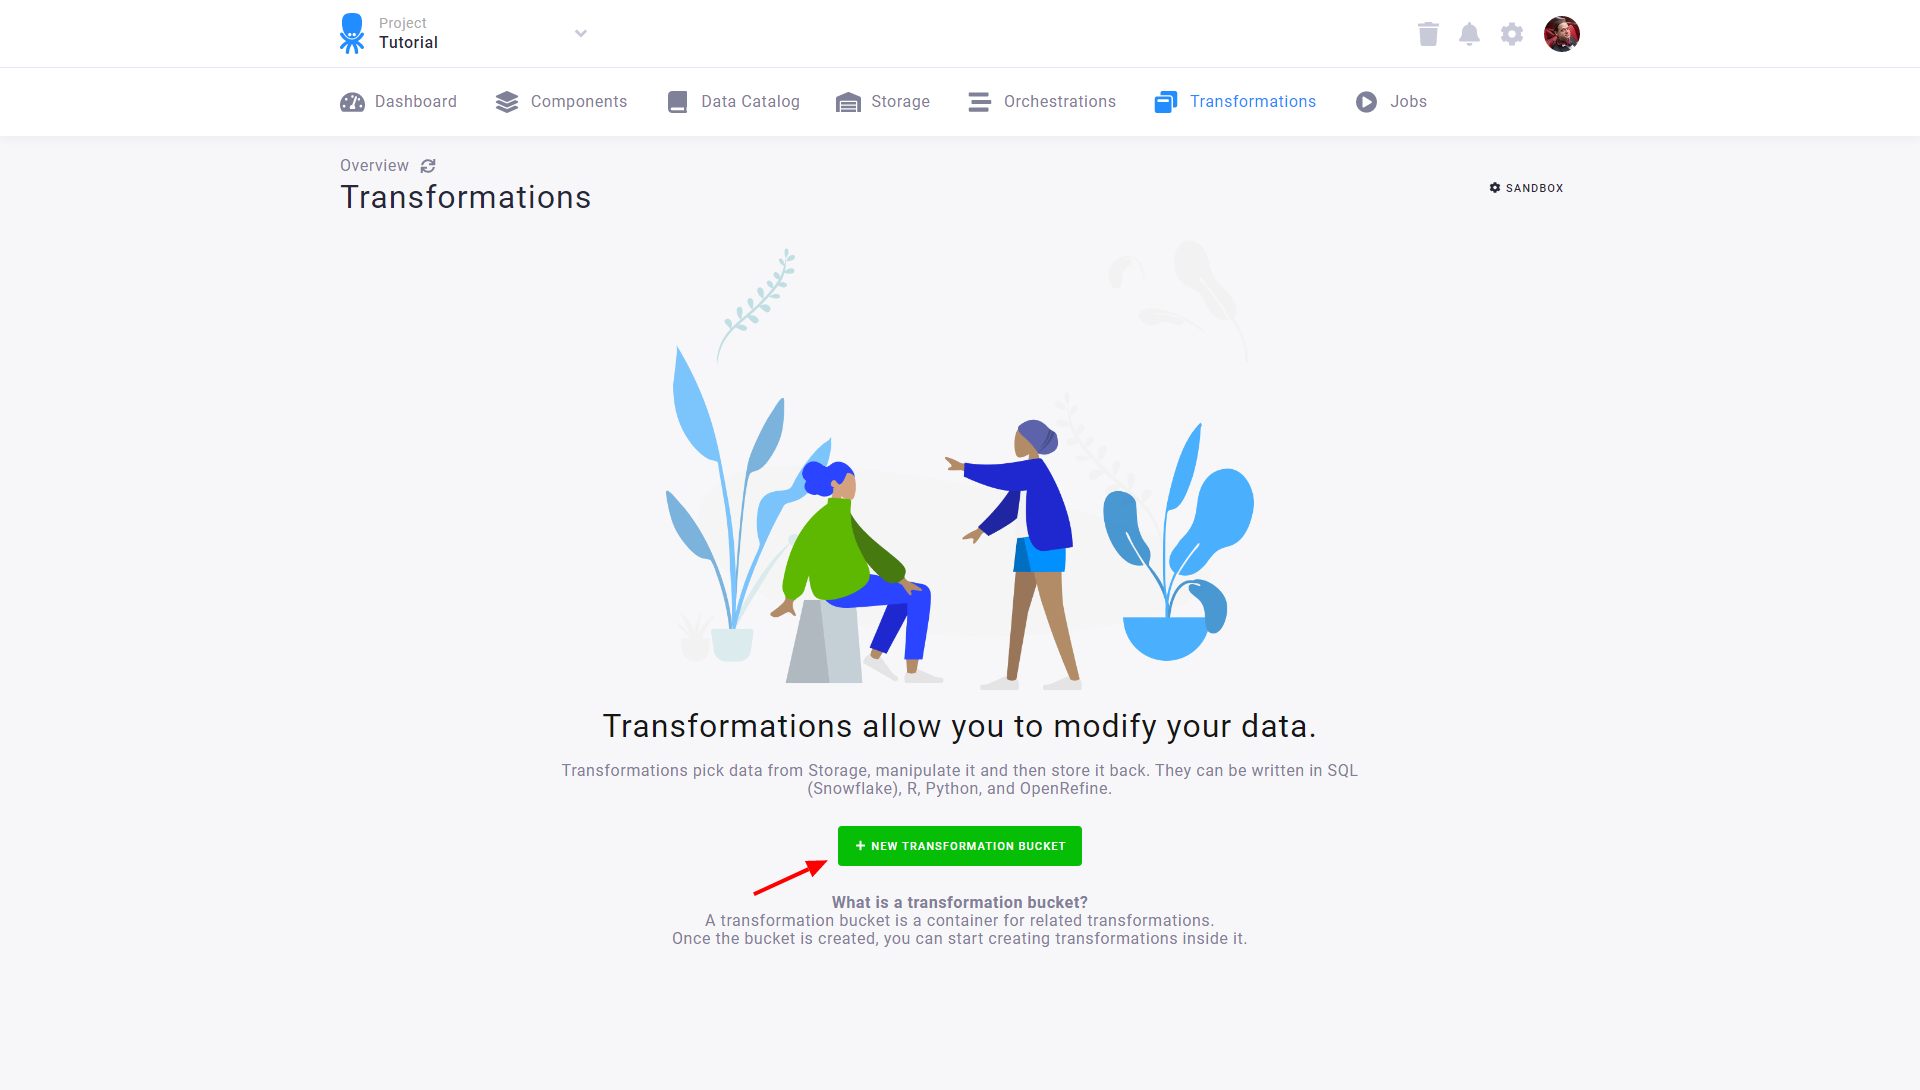 Project
Tutorial
Dashboard
Components
Data Catalog
Storage
Orchestrations
Transformations
Jobs
Overview
Transformations
SANDBOX
Transformations allow you to modify your data.
Transformations pick data from Storage, manipulate it and then store it back. They can be written in SQL
(Snowflake), R, Python, and OpenRefine.
+ NEW TRANSFORMATION BUCKET
What is a transformation bucket?
A transformation bucket is a container for related transformations.
Once the bucket is created, you can start creating transformations inside it.